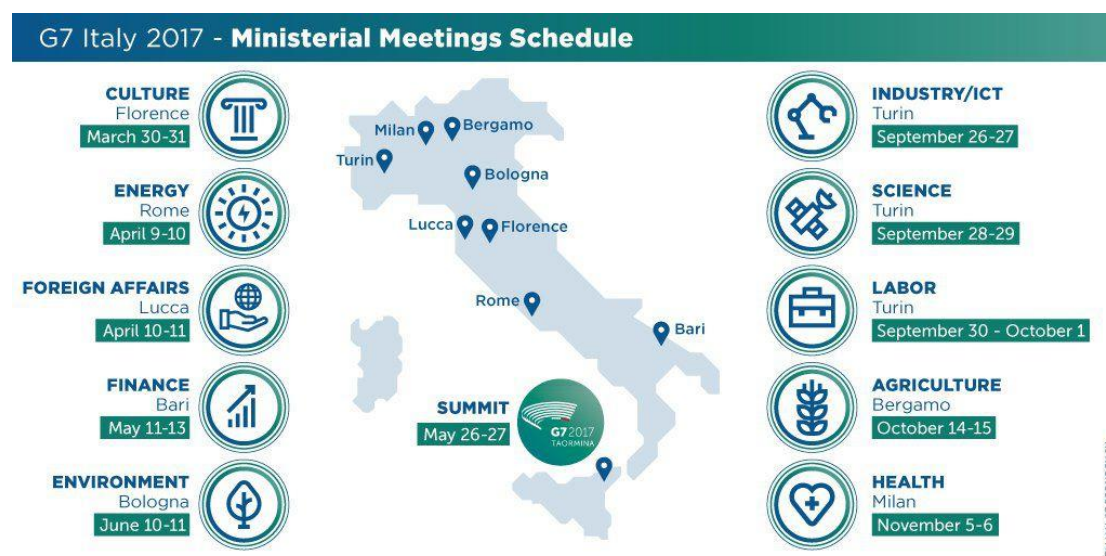 G7 Italy 2017 - Ministerial Meetings Schedule
CULTURE
Florence
March 30-31
ENERGY
Rome
April 9-10
FOREIGN AFFAIRS
Lucca
April 10-11
FINANCE
Bari
May 11-13
ENVIRONMENT
Bologna
June 10-11
Milan
Bergamo
Turin
Bologna
Lucca
Florence
Rome
Bari
SUMMIT
May 26-27
G7 2017
TAORMINA
INDUSTRY/ICT
Turin
September 26-27
SCIENCE
Turin
September 28-29
LABOR
Turin
September 30 - October 1
AGRICULTURE
Bergamo
October 14-15
HEALTH
Milan
November 5-6